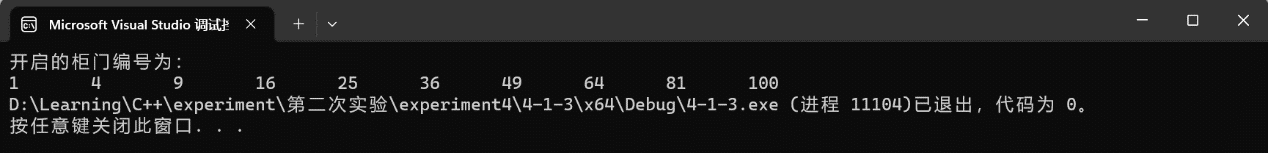 Microsoft Visual Studio 调试
开启的柜门编号为:
1 4 9 16 25 36 49 64 81 100
D:\Learning\C++\experiment\第二次实验\experiment4\4-1-3\x64\Debug\4-1-3.exe (进程 11104)已退出，代码为 0。
按任意键关闭此窗口. . .